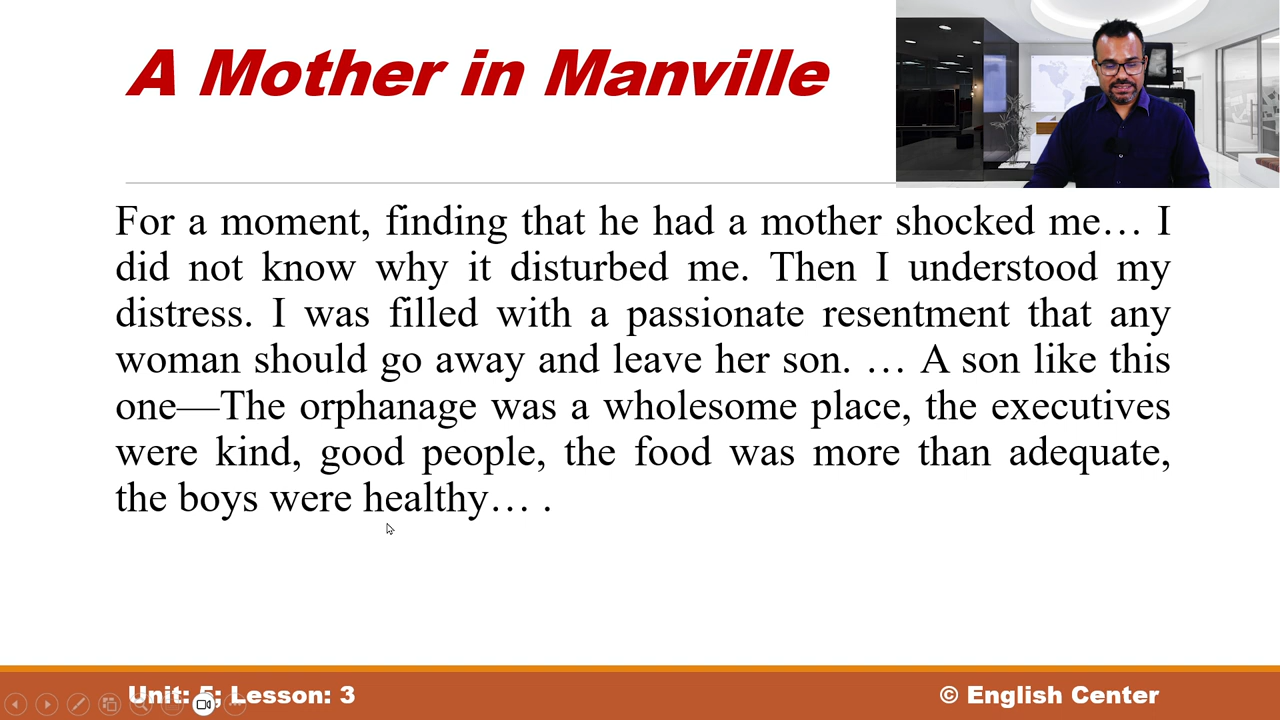 A Mother in Manville
For a moment, finding that he had a mother shocked me… I
did not know why it disturbed me. Then I understood my
distress. I was filled with a passionate resentment that any
woman should go away and leave her son. … A son like this
one—The orphanage was a wholesome place, the executives
were kind, good people, the food was more than adequate,
the boys were healthy… .
Unit: 5; Lesson: 3
© English Center